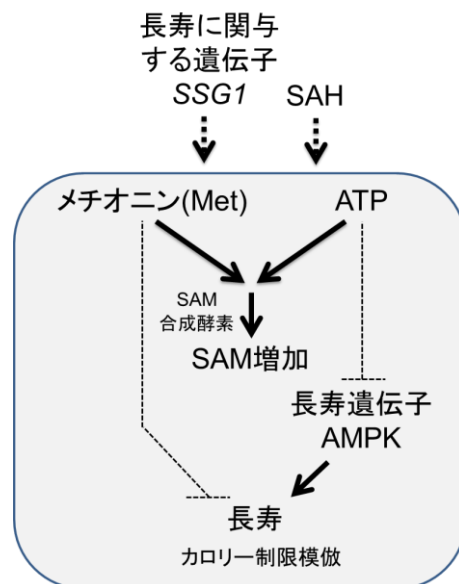 長寿に関与
する遺伝子
SSG1 SAH
メチオニン(Met) ATP
SAM
合成酵素
SAM増加
長寿遺伝子
AMPK
長寿
カロリー制限模倣